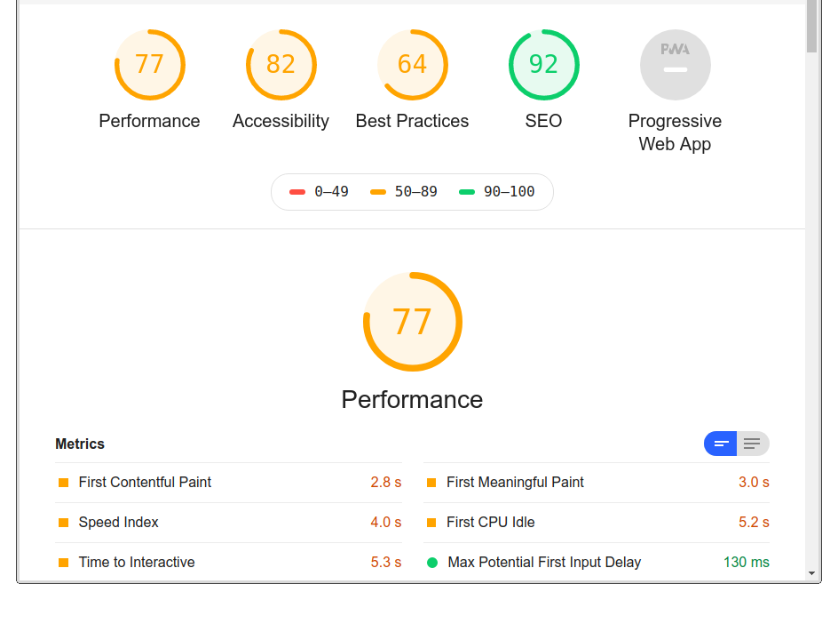 77 82 64 92 PWA
Performance Accessibility Best Practices SEO Progressive
Web App
0–49 50–89 90–100
77
Performance
Metrics
First Contentful Paint 2.8 s First Meaningful Paint 3.0 s
Speed Index 4.0 s First CPU Idle 5.2 s
Time to Interactive 5.3 s Max Potential First Input Delay 130 ms